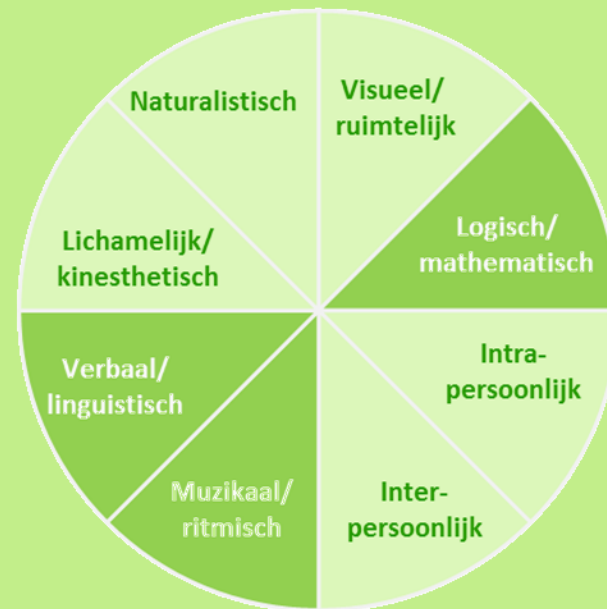 Naturalistisch
Visueel/
ruimtelijk
Logisch/
mathematisch
Intra-
persoonlijk
Inter-
persoonlijk
Muzikaal/
ritmisch
Verbaal/
linguistisch
Lichamelijk/
kinesthetisch